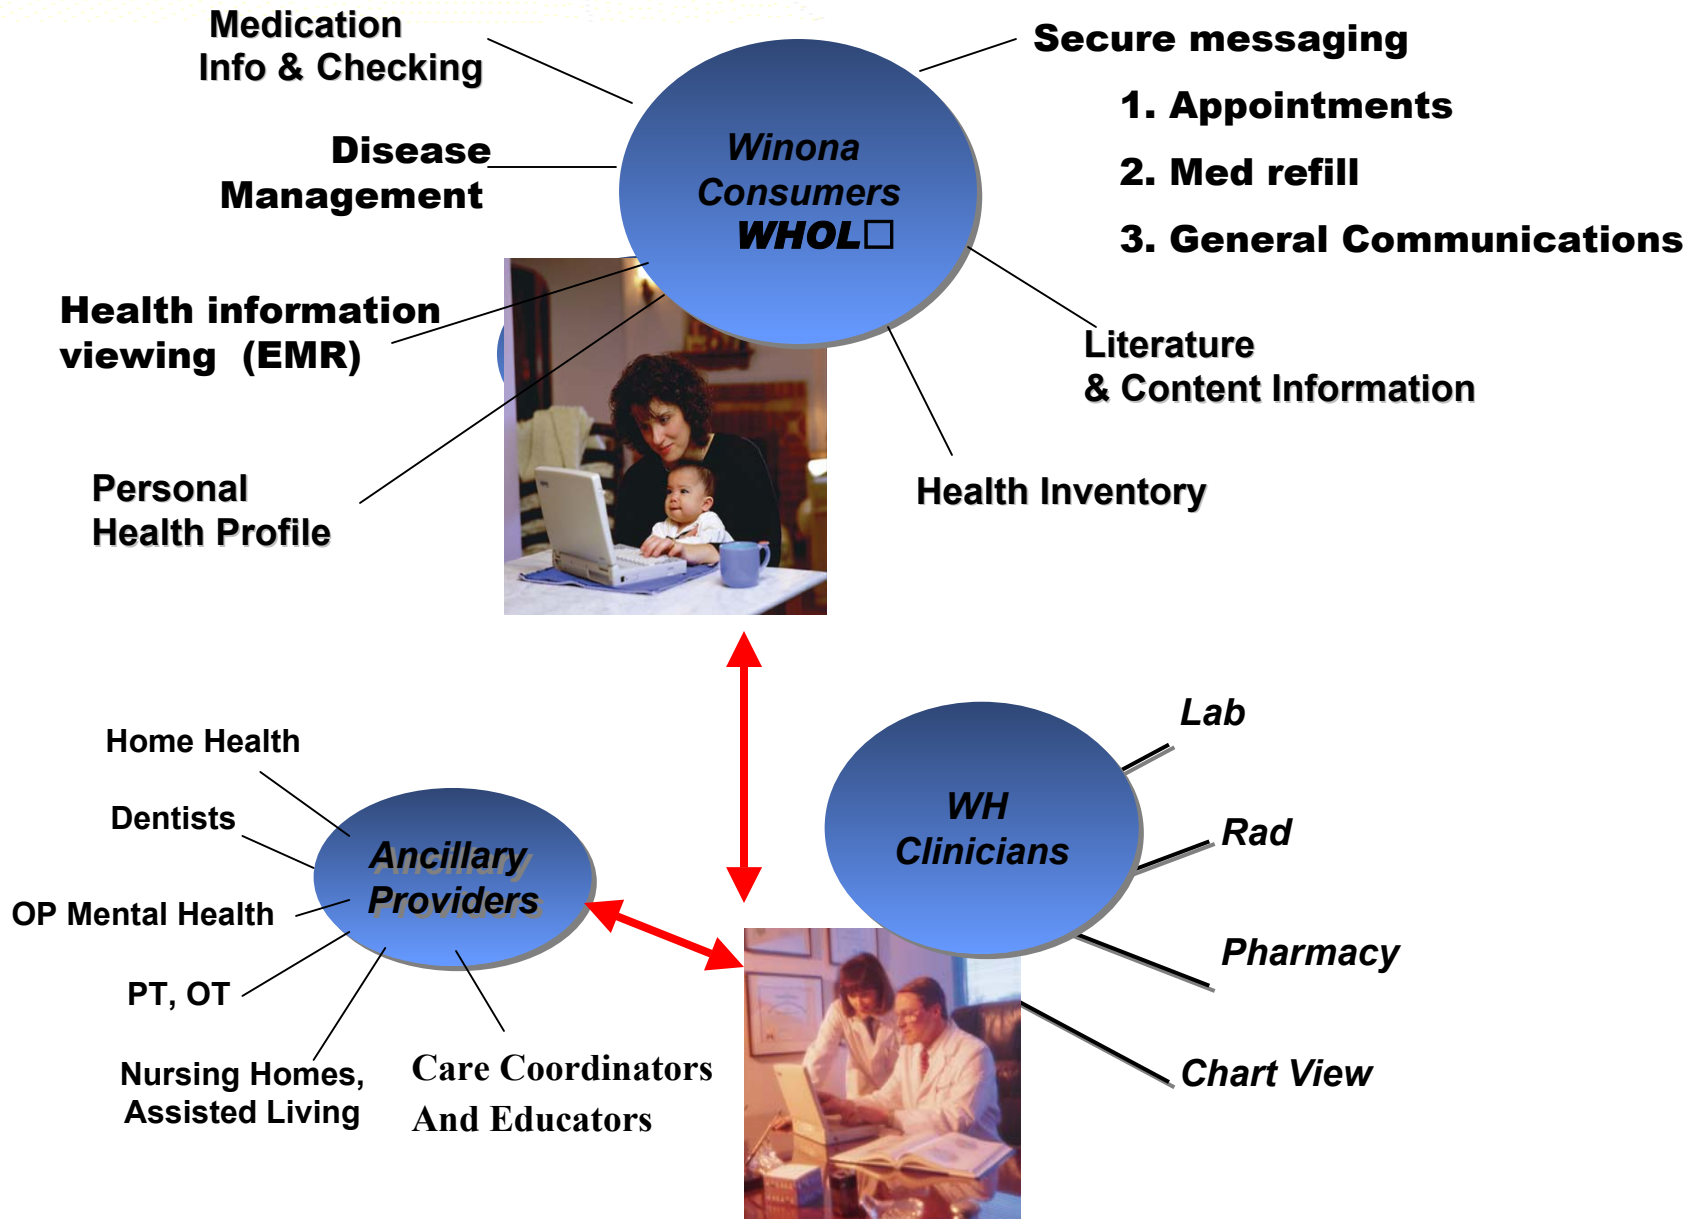 Medication
Info & Checking
Disease
Management
Health information
viewing (EMR)
Personal
Health Profile
Winona
Consumers
WHOL□
Secure messaging
1. Appointments
2. Med refill
3. General Communications
Literature
& Content Information
Health Inventory
Home Health
Dentists
OP Mental Health
PT, OT
Nursing Homes,
Assisted Living
Care Coordinators
And Educators
Ancillary
Providers
WH
Clinicians
Lab
Rad
Pharmacy
Chart View